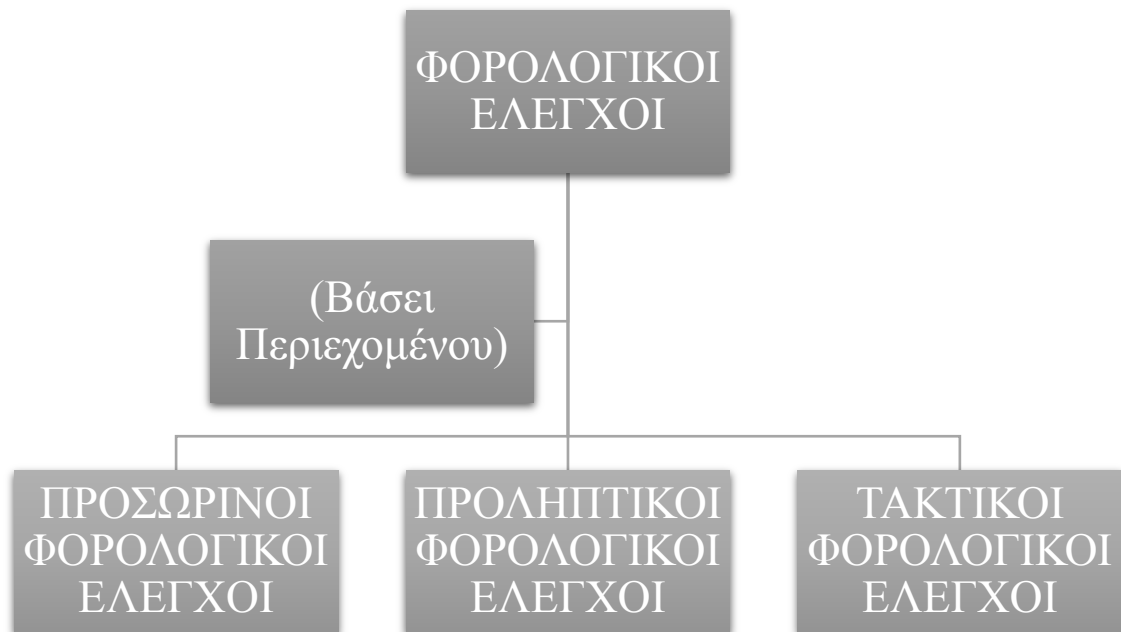 ΦΟΡΟΛΟΓΙΚΟΙ
ΕΛΕΓΧΟΙ
(Βάσει
Περιεχομένου)
ΠΡΟΣΩΡΙΝΟΙ
ΦΟΡΟΛΟΓΙΚΟΙ
ΕΛΕΓΧΟΙ
ΠΡΟΛΗΠΤΙΚΟΙ
ΦΟΡΟΛΟΓΙΚΟΙ
ΕΛΕΓΧΟΙ
ΤΑΚΤΙΚΟΙ
ΦΟΡΟΛΟΓΙΚΟΙ
ΕΛΕΓΧΟΙ